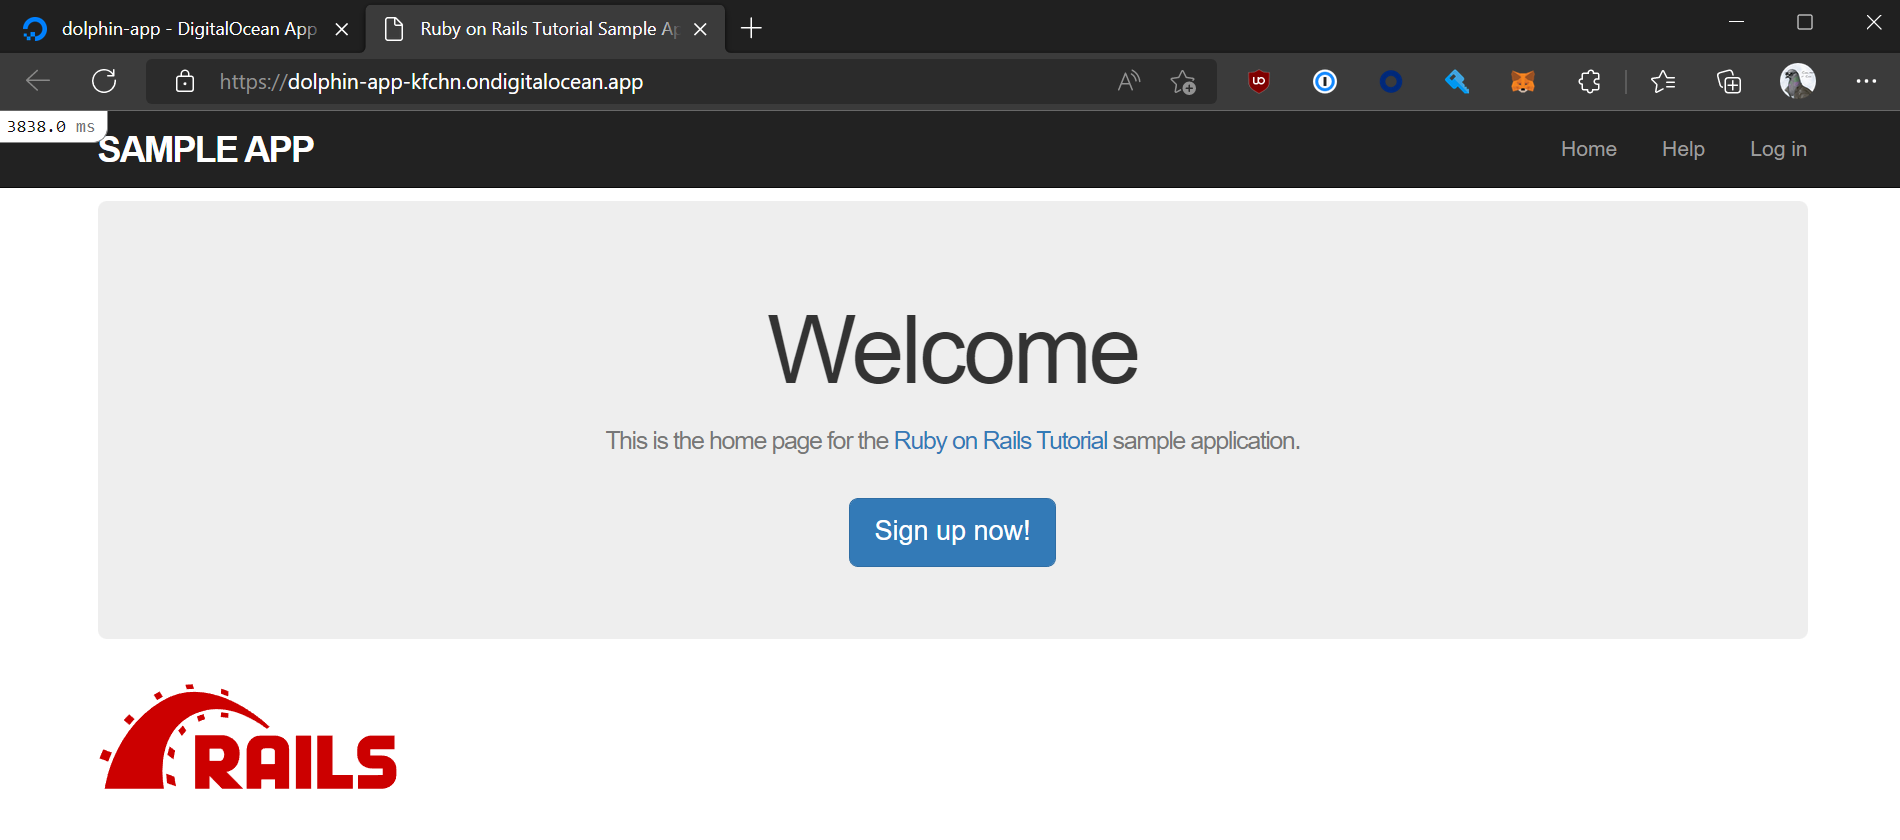 dolphin-app - DigitalOcean App
Ruby on Rails Tutorial Sample Ap
https://dolphin-app-kfchn.ondigitalocean.app
3838.0 ms
SAMPLE APP
Home Help Log in
Welcome
This is the home page for the Ruby on Rails Tutorial sample application.
Sign up now!
RAILS